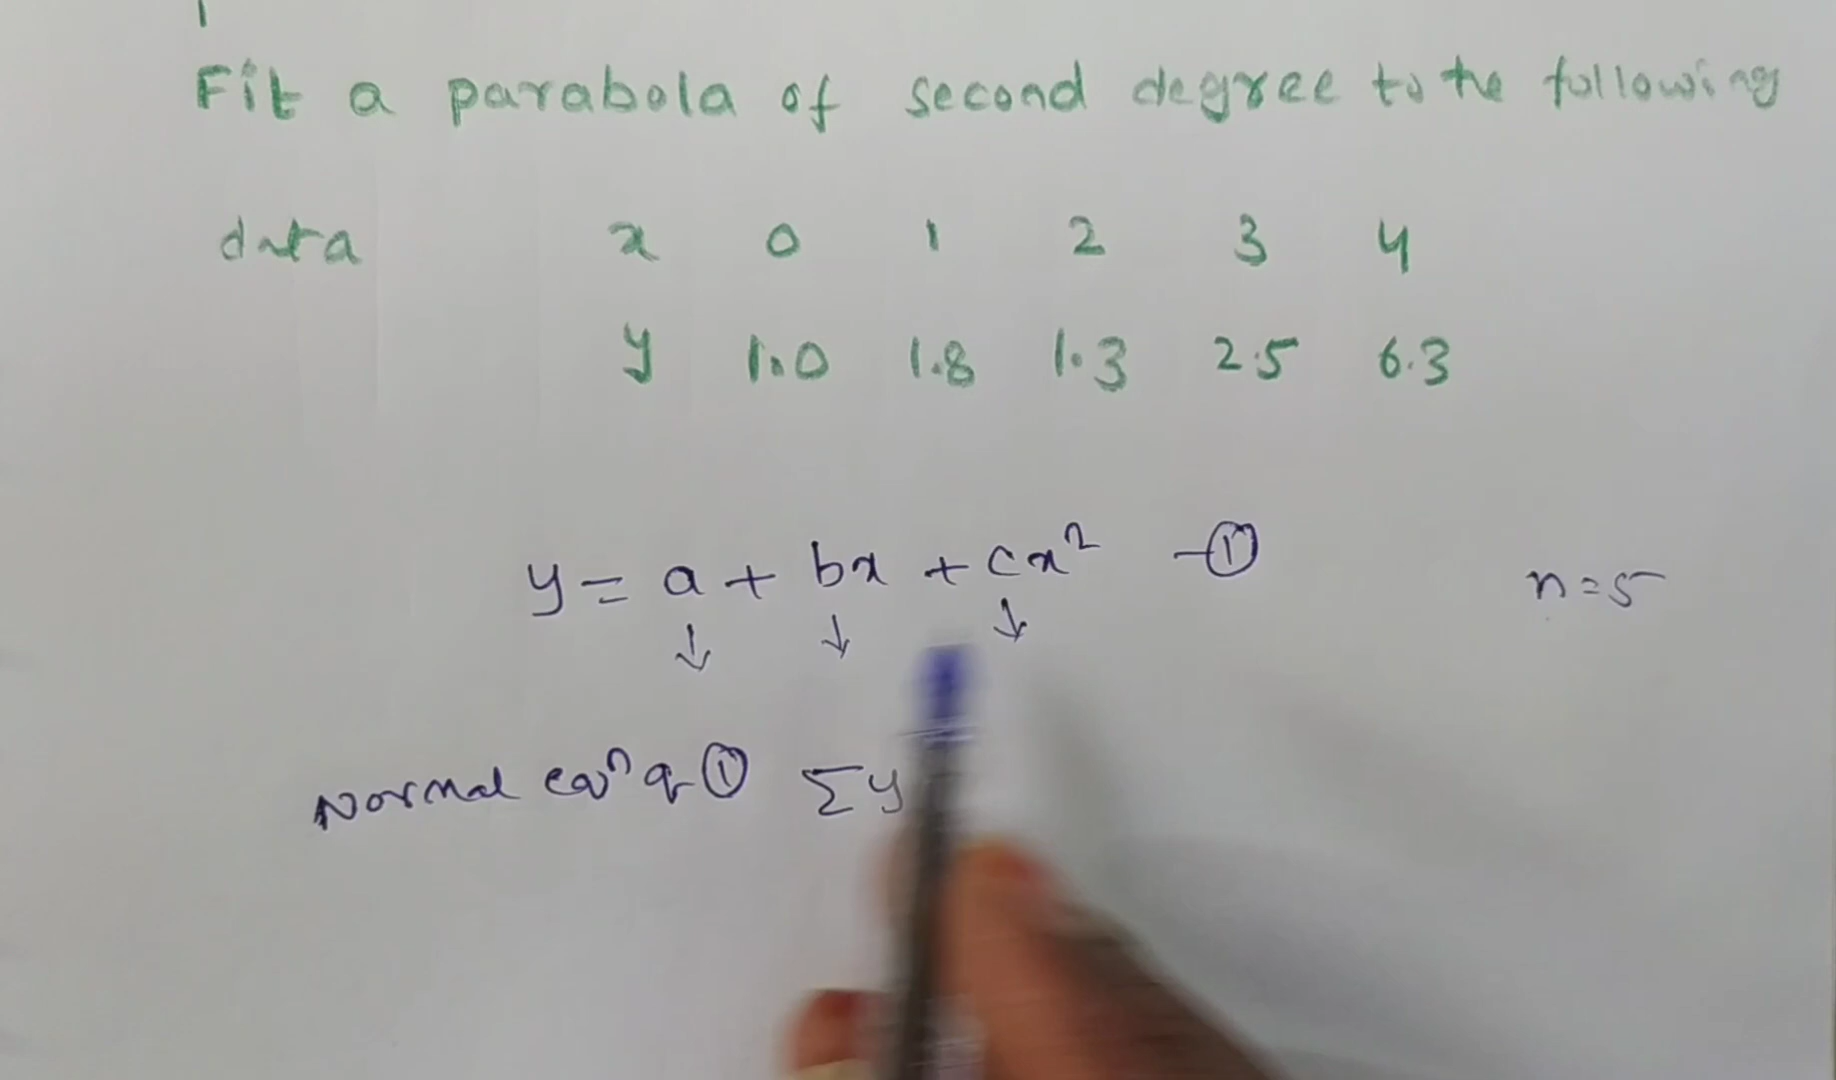 Fit a parabola of second degree to the following
data x 0 1 2 3 4
y 1.0 1.8 1.3 2.5 6.3
y = a + bx + cx² - ①
n = 5
↓ ↓ ↓
Normal eqⁿ of ① Σy